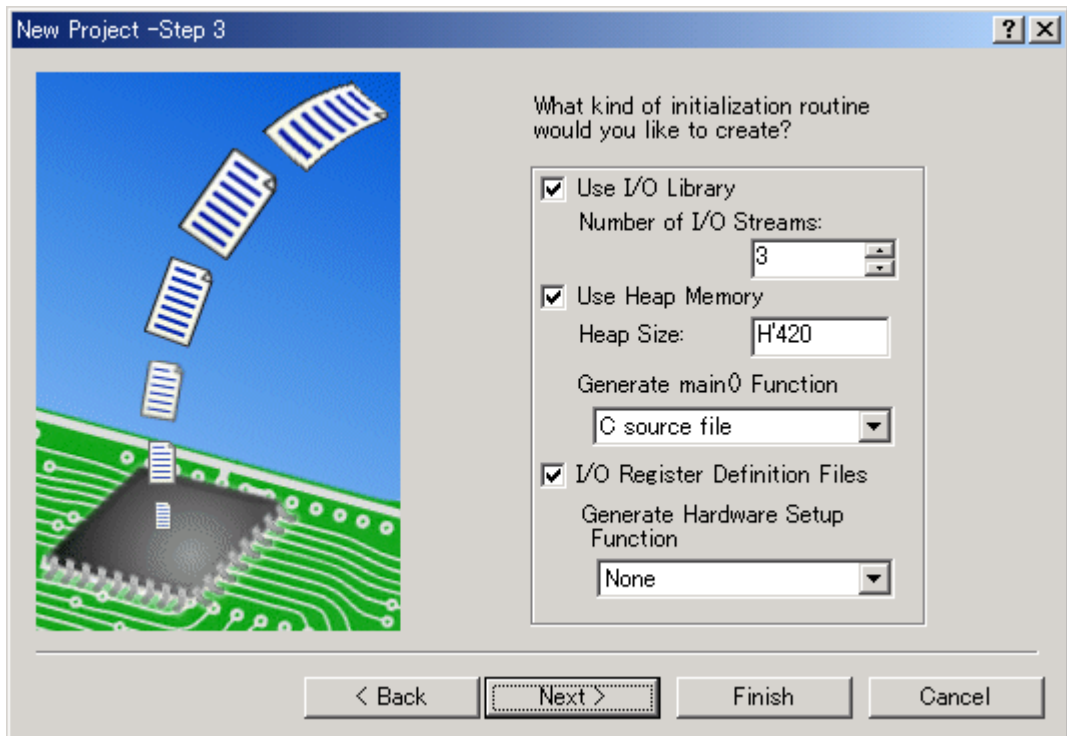 New Project -Step 3
What kind of initialization routine
would you like to create?
Use I/O Library
Number of I/O Streams:
3
Use Heap Memory
Heap Size:
H'420
Generate main() Function
C source file
I/O Register Definition Files
Generate Hardware Setup
Function
None
< Back
Next >
Finish
Cancel